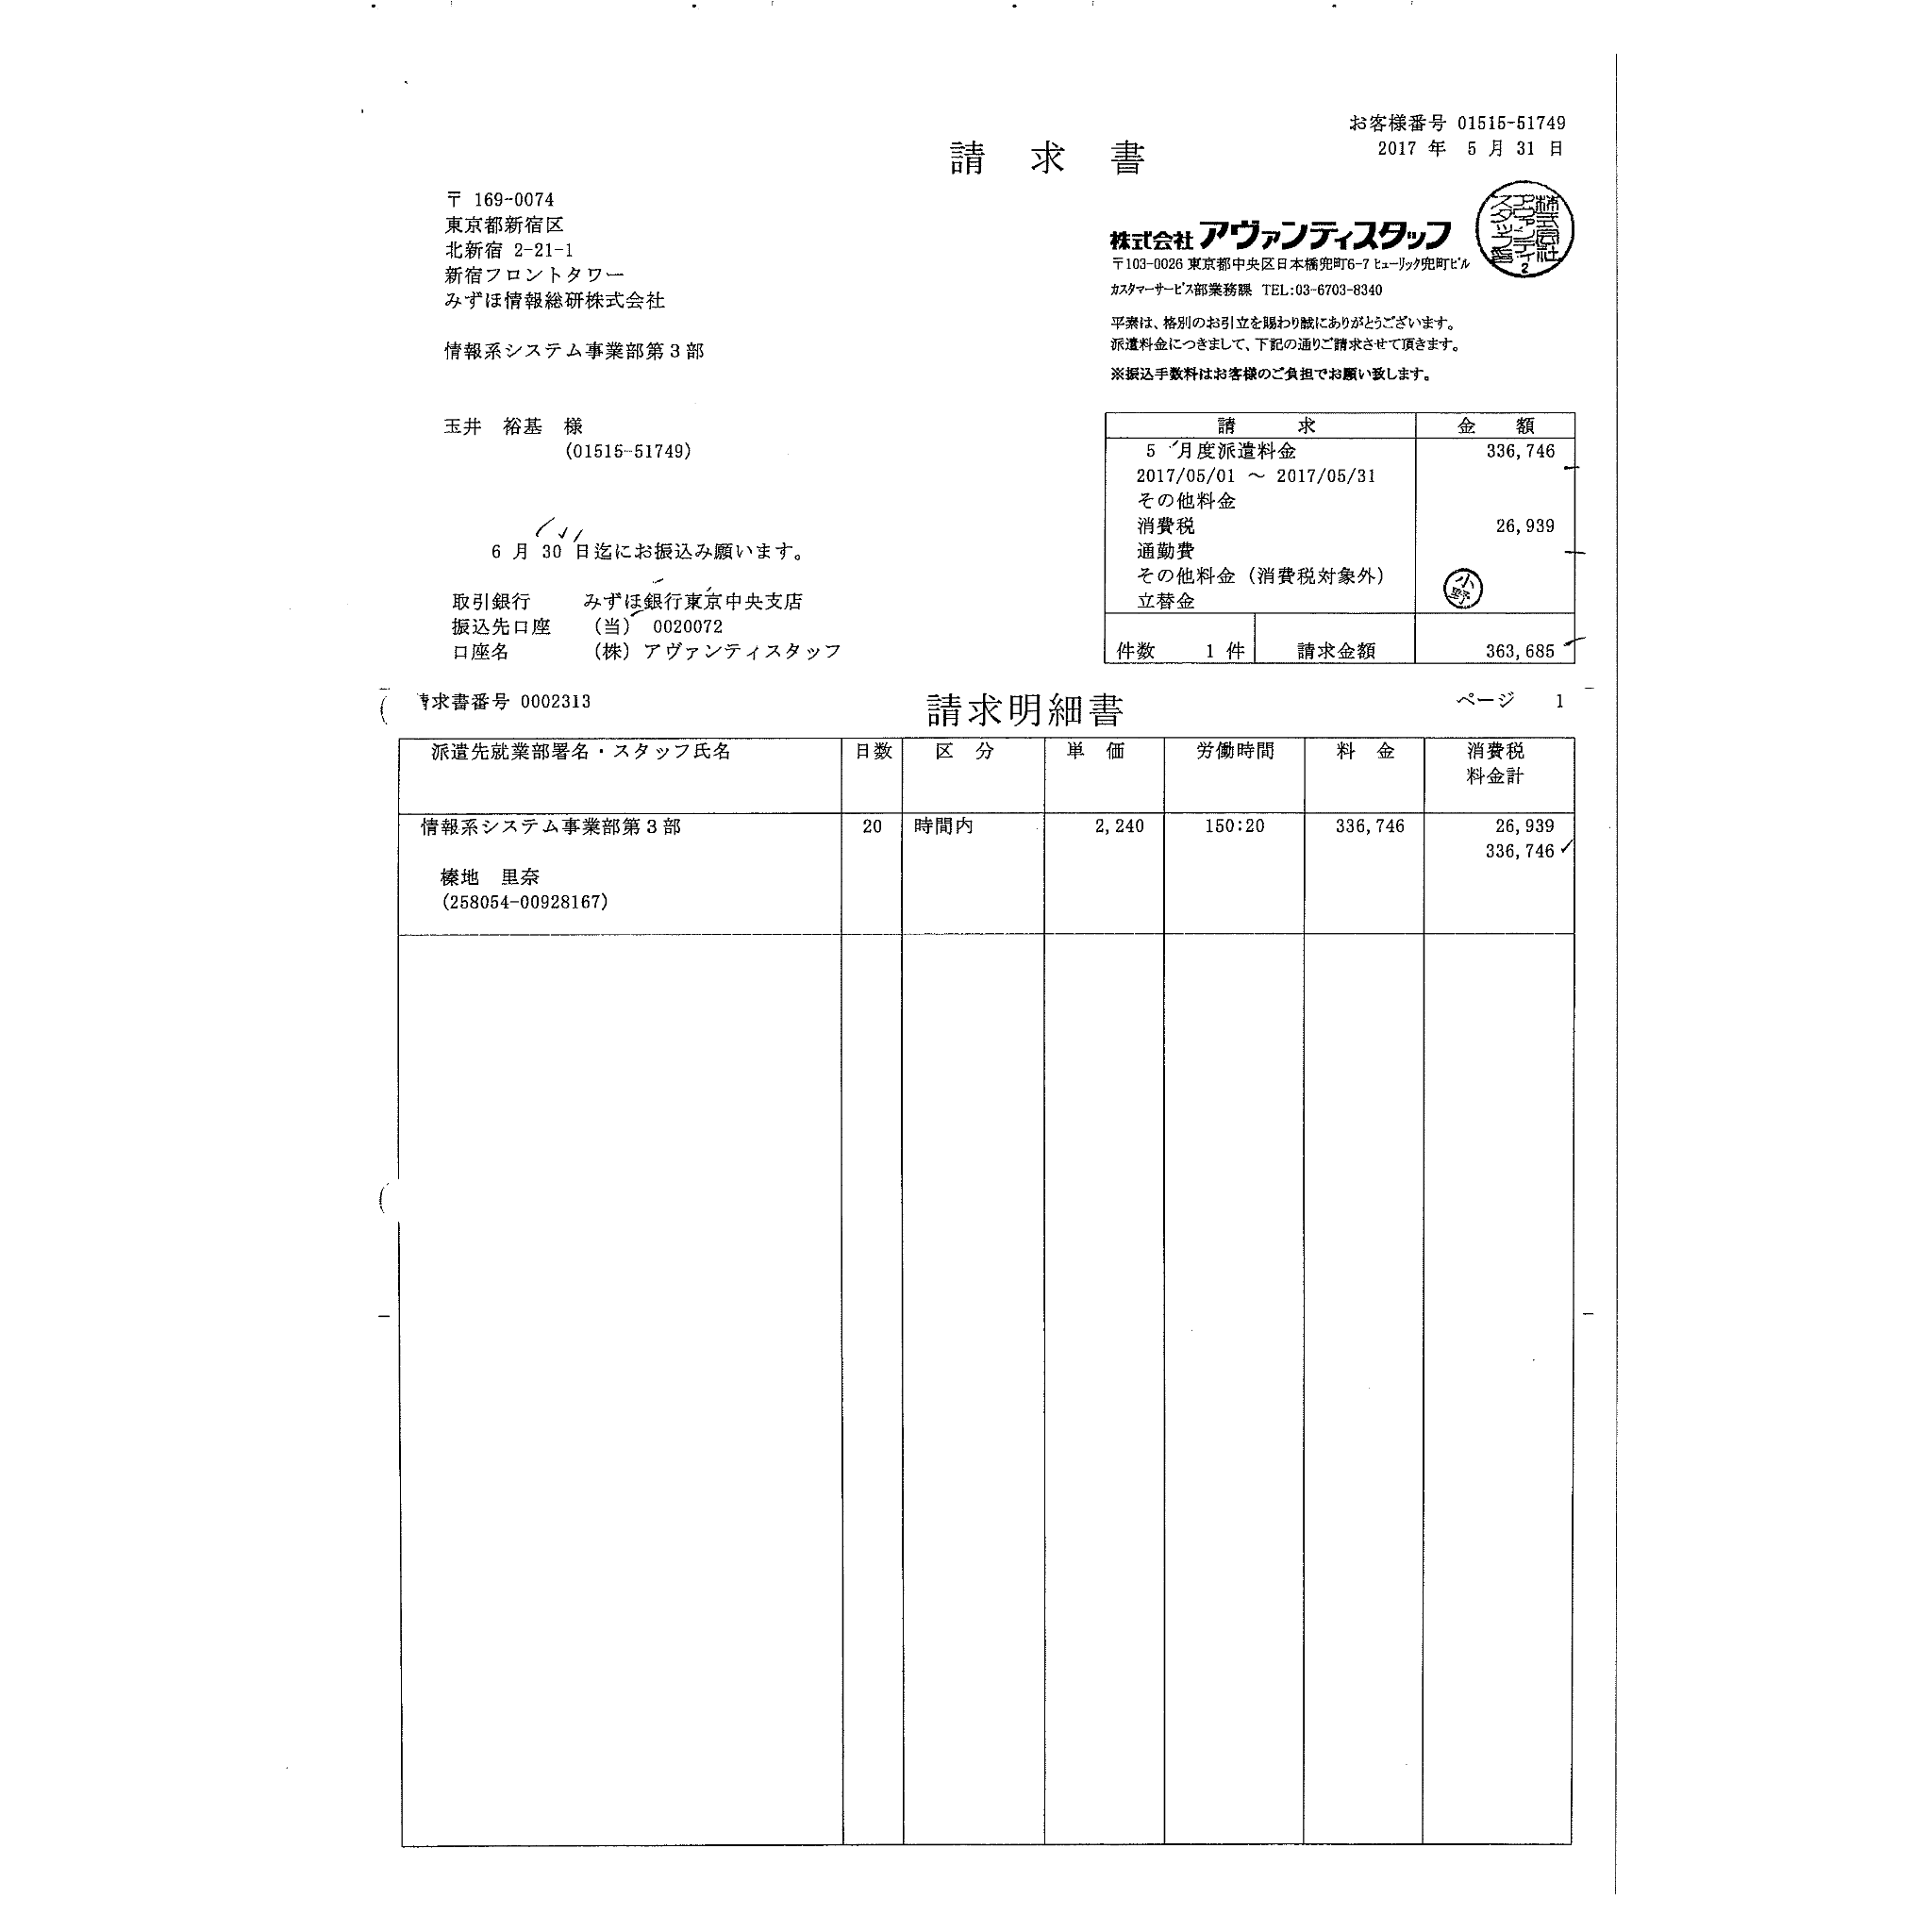 お客様番号 01515-51749
2017 年 5 月 31 日
請求書
〒 169-0074
東京都新宿区
北新宿 2-21-1
新宿フロントタワー
みずほ情報総研株式会社
情報系システム事業部第3部
玉井 裕基 様
(01515-51749)
株式会社 アヴァンティスタッフ
〒103-0026 東京都中央区日本橋兜町6-7 ヒューリック兜町ビル
カスタマーサービス部業務課 TEL:03-6703-8340
平素は、格別のお引立を賜わり誠にありがとうございます。
派遣料金につきまして、下記の通りご請求させて頂きます。
※振込手数料はお客様のご負担でお願い致します。
請求 金額
5 月度派遣料金 336,746
2017/05/01 ～ 2017/05/31
その他料金
消費税 26,939
通勤費
その他料金（消費税対象外）
小野
立替金
件数 1 件 請求金額 363,685
6 月 30 日迄にお振込み願います。
取引銀行 みずほ銀行東京中央支店
振込先口座 （当） 0020072
口座名 （株）アヴァンティスタッフ
求書番号 0002313
請求明細書
ページ 1
派遣先就業部署名・スタッフ氏名 日数 区分 単価 労働時間 料金 消費税
料金計
情報系システム事業部第3部 20 時間内 2,240 150:20 336,746 26,939
336,746
榛地 里奈
(258054-00928167)